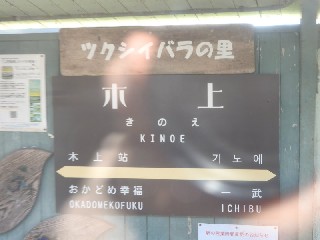 ツクシイバラの里
木上
きのえ
KINOE
木上站 기노에
おかどめ幸福 一武
OKADOMEKOFUKU ICHIBU